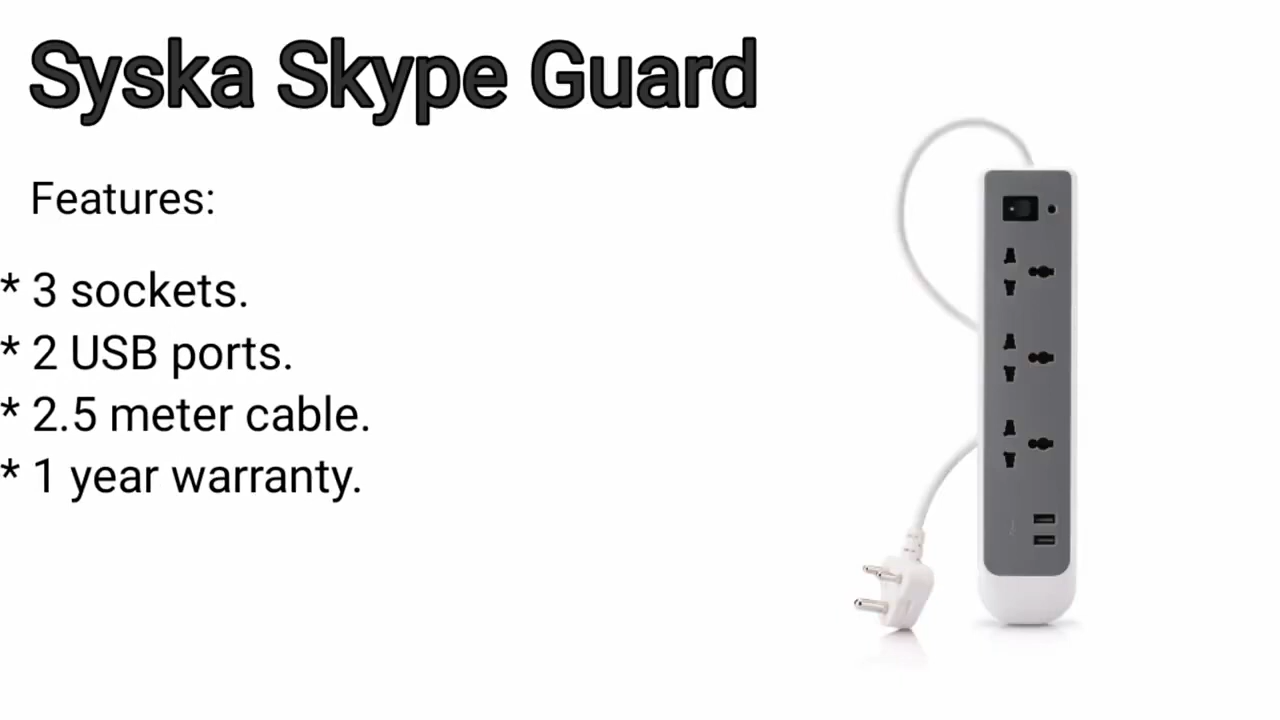 Syska Skype Guard
Features:
* 3 sockets.
* 2 USB ports.
* 2.5 meter cable.
* 1 year warranty.